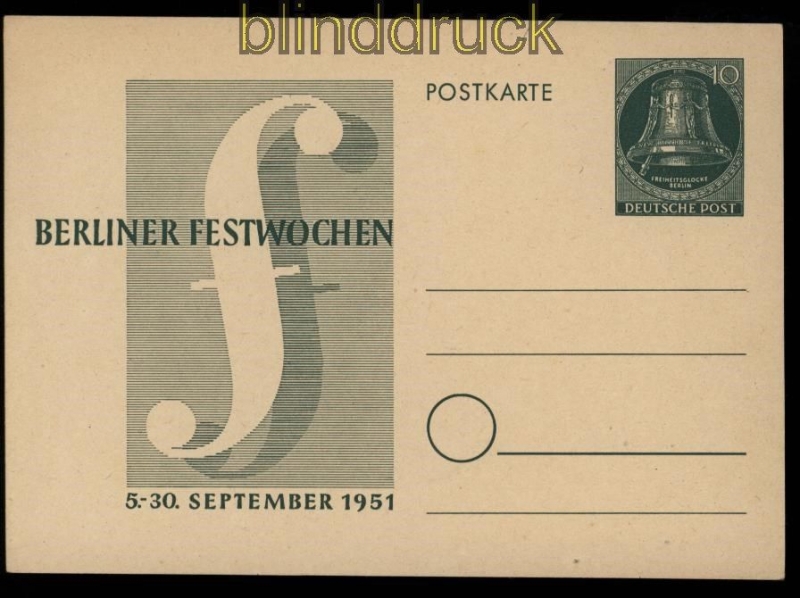 blinddruck
POSTKARTE
10
FREIHEITSGLOCKE
BERLIN
DEUTSCHE POST
BERLINER FESTWOCHEN
5.-30. SEPTEMBER 1951